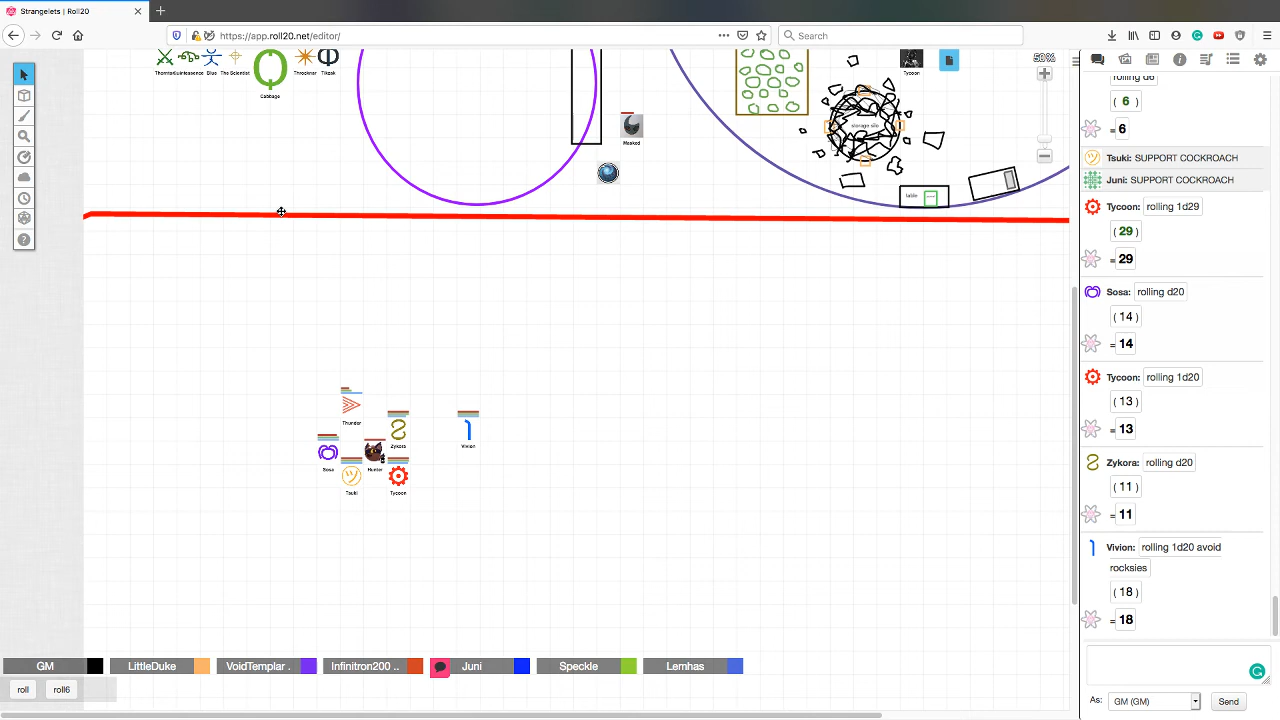 Strangelets | Roll20
https://app.roll20.net/editor/
Search
Thornton
Quintessence
Blue
The Scientist
Cabbage
Throcknar
Masked
Tycoon
storage silo
table
50%
rolling d6
( 6 )
= 6
Tsuki: SUPPORT COCKROACH
Juni: SUPPORT COCKROACH
Tycoon: rolling 1d29
( 29 )
= 29
Sosa: rolling d20
( 14 )
= 14
Tycoon: rolling 1d20
( 13 )
= 13
Zykora: rolling d20
( 11 )
= 11
Vivion: rolling 1d20 avoid
rocksies
( 18 )
= 18
Thunder
Zykora
Vivion
Sosa
Hunter
Tsuki
Tycoon
GM
LittleDuke
VoidTemplar .
Infinitron200 ..
Juni
Speckle
Lemhas
roll
roll6
As:
GM (GM)
Send